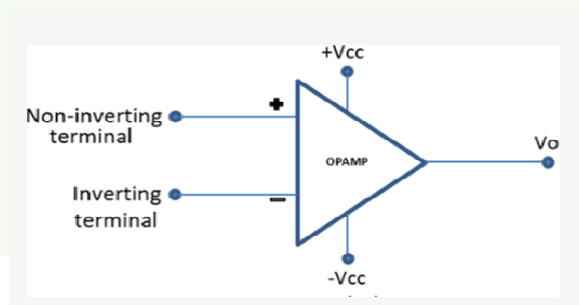 +Vcc
Non-inverting
terminal
+
OPAMP
Vo
Inverting
terminal
−
-Vcc